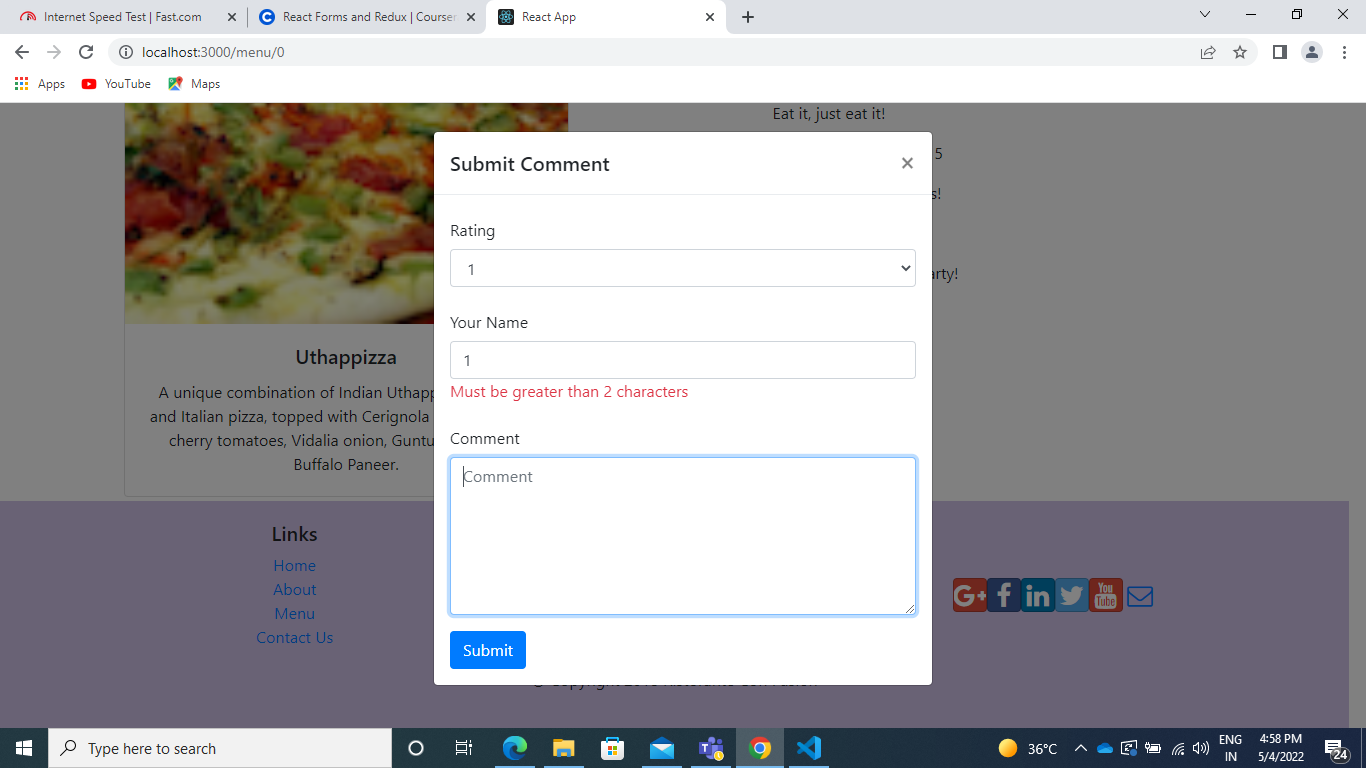 Internet Speed Test | Fast.com
React Forms and Redux | Courser
React App
localhost:3000/menu/0
Apps
YouTube
Maps
Eat it, just eat it!
Submit Comment
×
5
s!
Rating
1
arty!
Your Name
1
Must be greater than 2 characters
Uthappizza
A unique combination of Indian Uthapp
and Italian pizza, topped with Cerignola
cherry tomatoes, Vidalia onion, Guntu
Buffalo Paneer.
Comment
Comment
Links
Home
About
Menu
Contact Us
G+ f in You Tube
Submit
Type here to search
36°C
ENG
IN
4:58 PM
5/4/2022
24